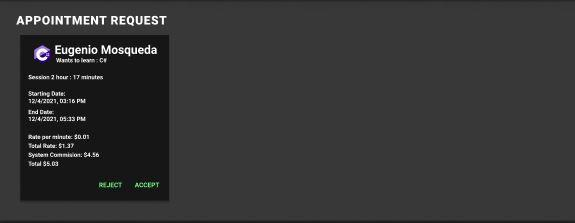 APPOINTMENT REQUEST
Eugenio Mosqueda
Wants to learn : C#
Session 2 hour : 17 minutes
Starting Date:
12/4/2021, 03:16 PM
End Date:
12/4/2021, 05:33 PM
Rate per minute: $0.01
Total Rate: $1.37
System Commision: $4.56
Total $5.03
REJECT ACCEPT